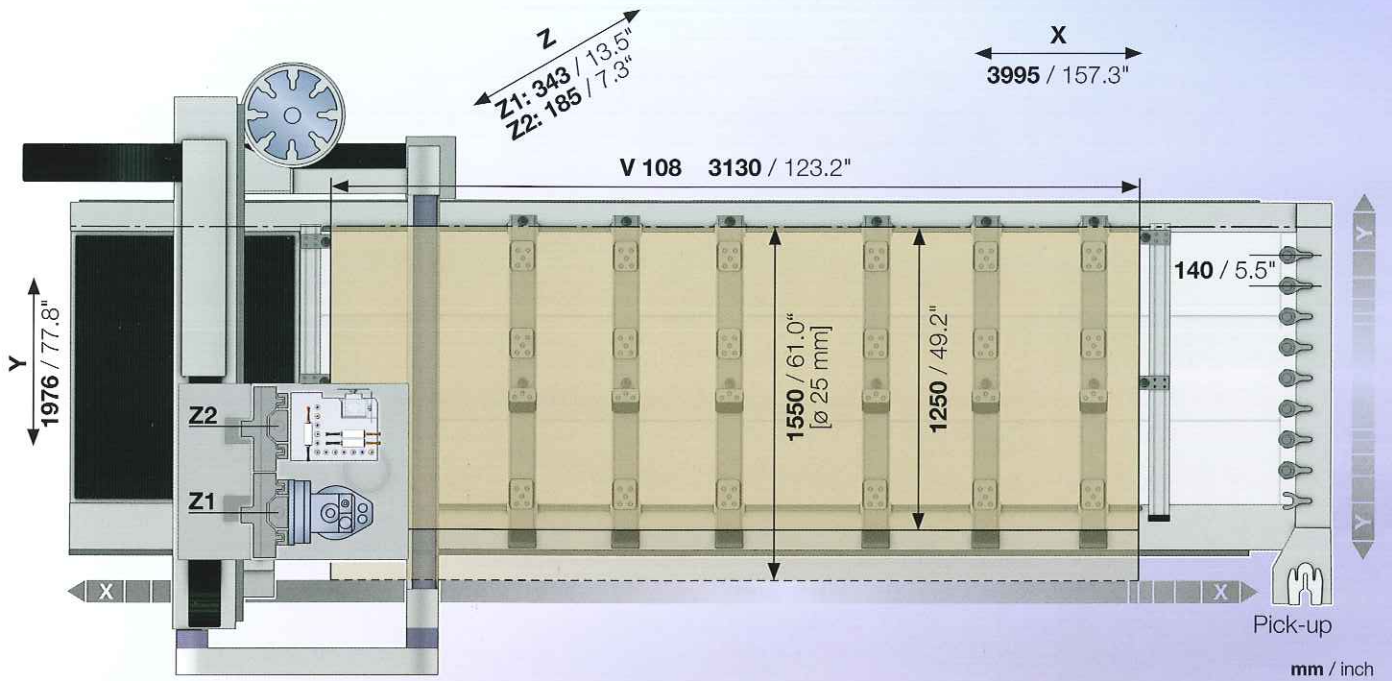 Z
Z1: 343 / 13.5"
Z2: 185 / 7.3"
X
3995 / 157.3"
V 108 3130 / 123.2"
Y
1976 / 77.8"
1550 / 61.0“
[ø 25 mm]
1250 / 49.2"
140 / 5.5"
Y
Y
Z2
Z1
X
X
Pick-up
mm / inch